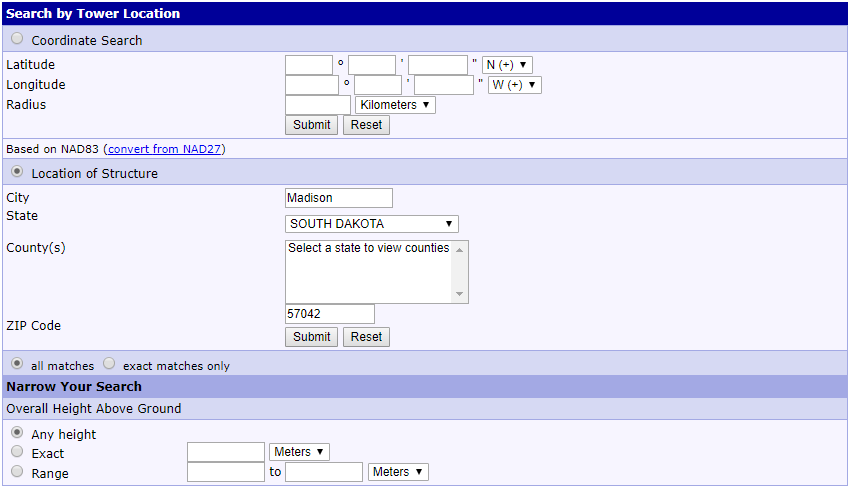 Search by Tower Location
Coordinate Search
Latitude º ' " N (+)
Longitude º ' " W (+)
Radius Kilometers
Submit Reset
Based on NAD83 (convert from NAD27)
Location of Structure
City Madison
State SOUTH DAKOTA
County(s) Select a state to view counties
ZIP Code 57042
Submit Reset
all matches exact matches only
Narrow Your Search
Overall Height Above Ground
Any height
Exact Meters
Range to Meters